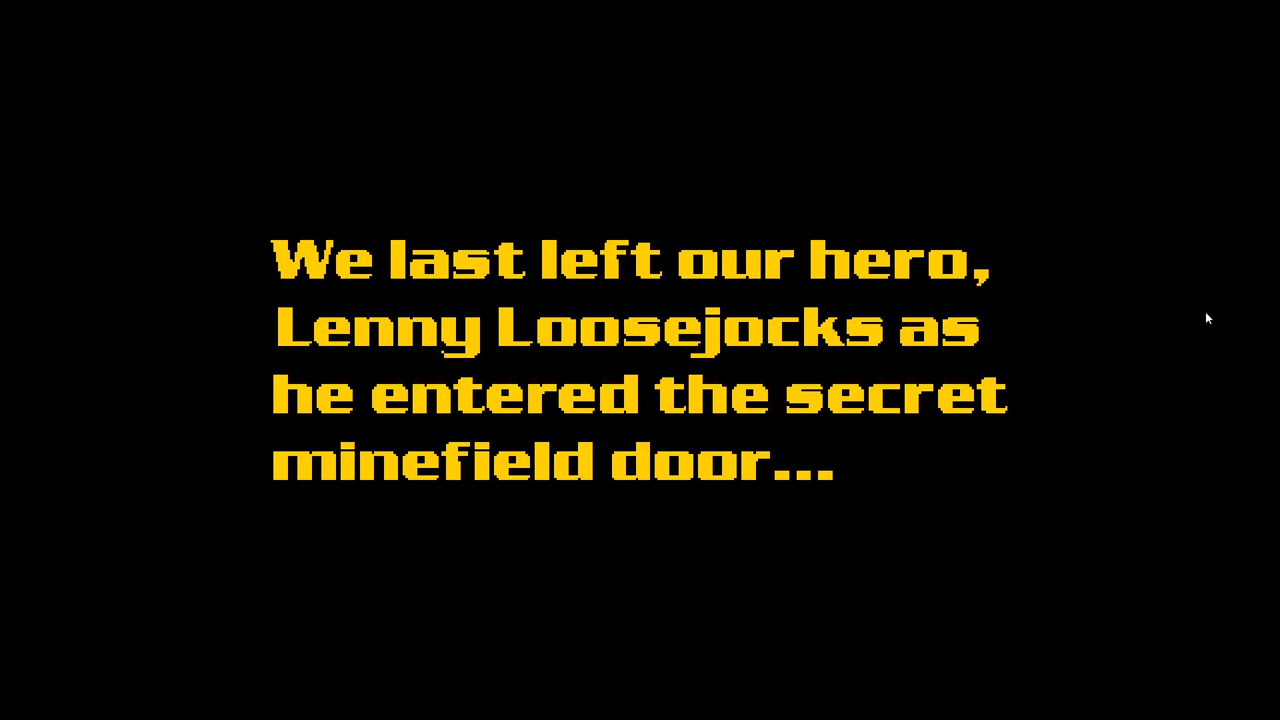 We last left our hero,
Lenny Loosejocks as
he entered the secret
minefield door...